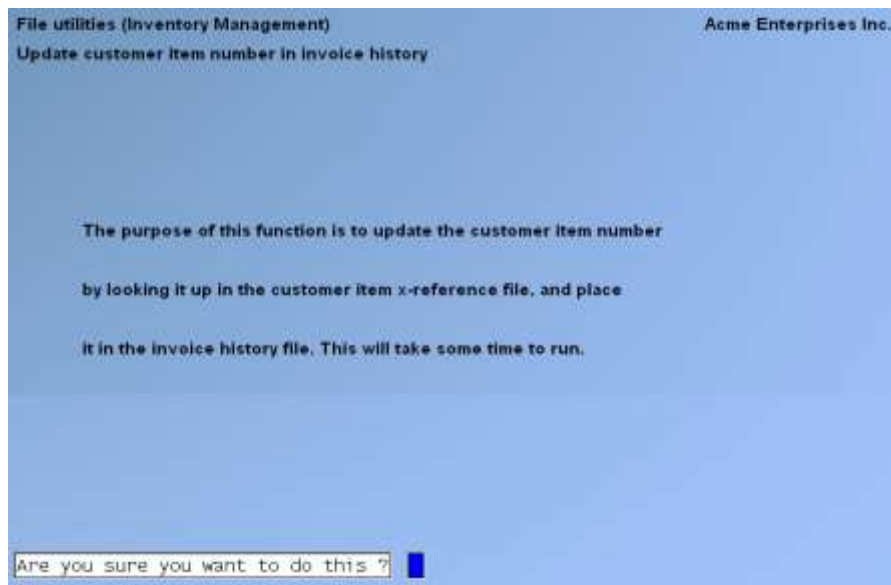 File utilities (Inventory Management) Acme Enterprises Inc.
Update customer item number in invoice history
The purpose of this function is to update the customer item number
by looking it up in the customer item x-reference file, and place
it in the invoice history file. This will take some time to run.
Are you sure you want to do this ?